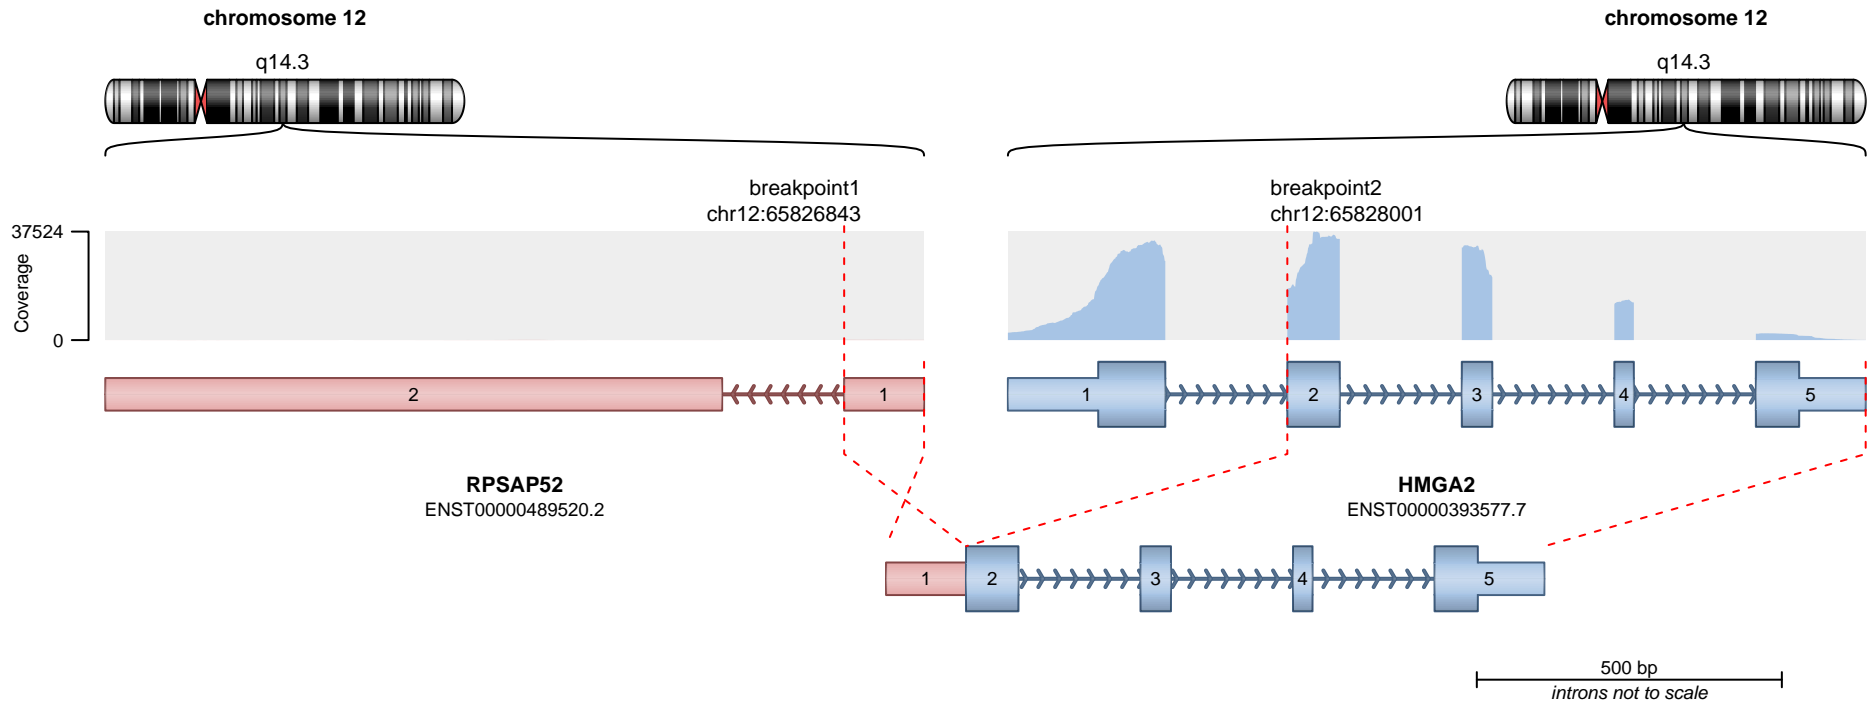 chromosome 12
chromosome 12
q14.3
q14.3
breakpoint1
chr12:65826843
breakpoint2
chr12:65828001
37524
Coverage
0
2
1
1
2
3
4
5
RPSAP52
ENST00000489520.2
HMGA2
ENST00000393577.7
1
2
3
4
5
500 bp
introns not to scale